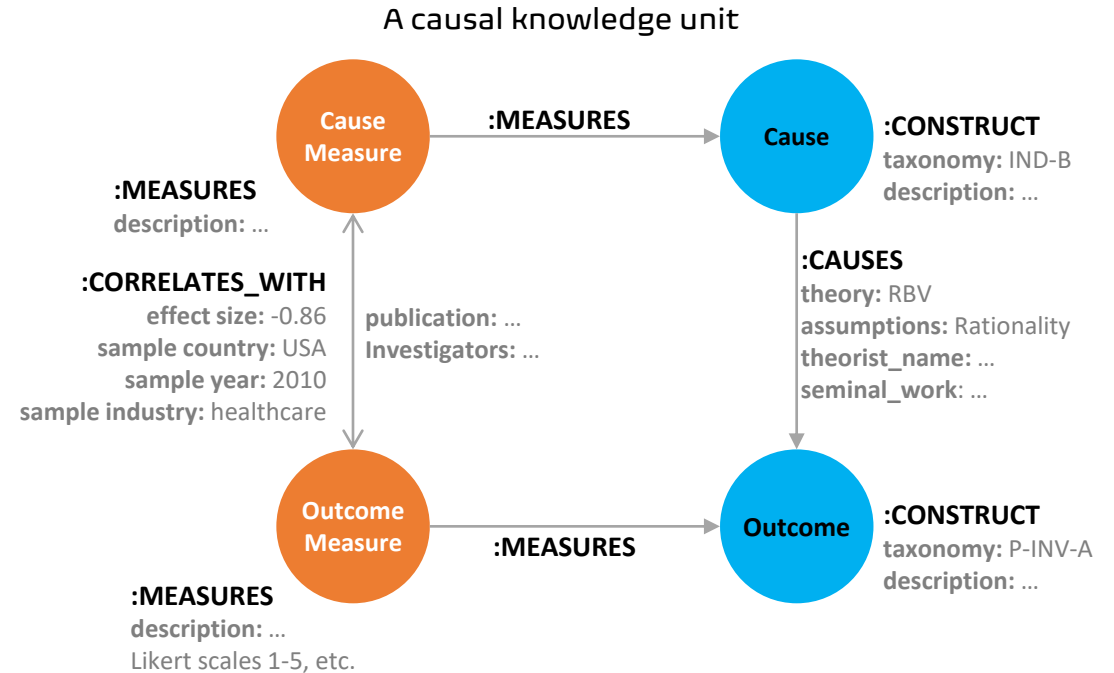 A causal knowledge unit
Cause
Measure
:MEASURES
Cause
:CONSTRUCT
taxonomy: IND-B
description: ...
:MEASURES
description: ...
:CORRELATES_WITH
effect size: -0.86
sample country: USA
sample year: 2010
sample industry: healthcare
publication: ...
Investigators: ...
:CAUSES
theory: RBV
assumptions: Rationality
theorist_name: ...
seminal_work: ...
Outcome
Measure
:MEASURES
Outcome
:CONSTRUCT
taxonomy: P-INV-A
description: ...
:MEASURES
description: ...
Likert scales 1-5, etc.